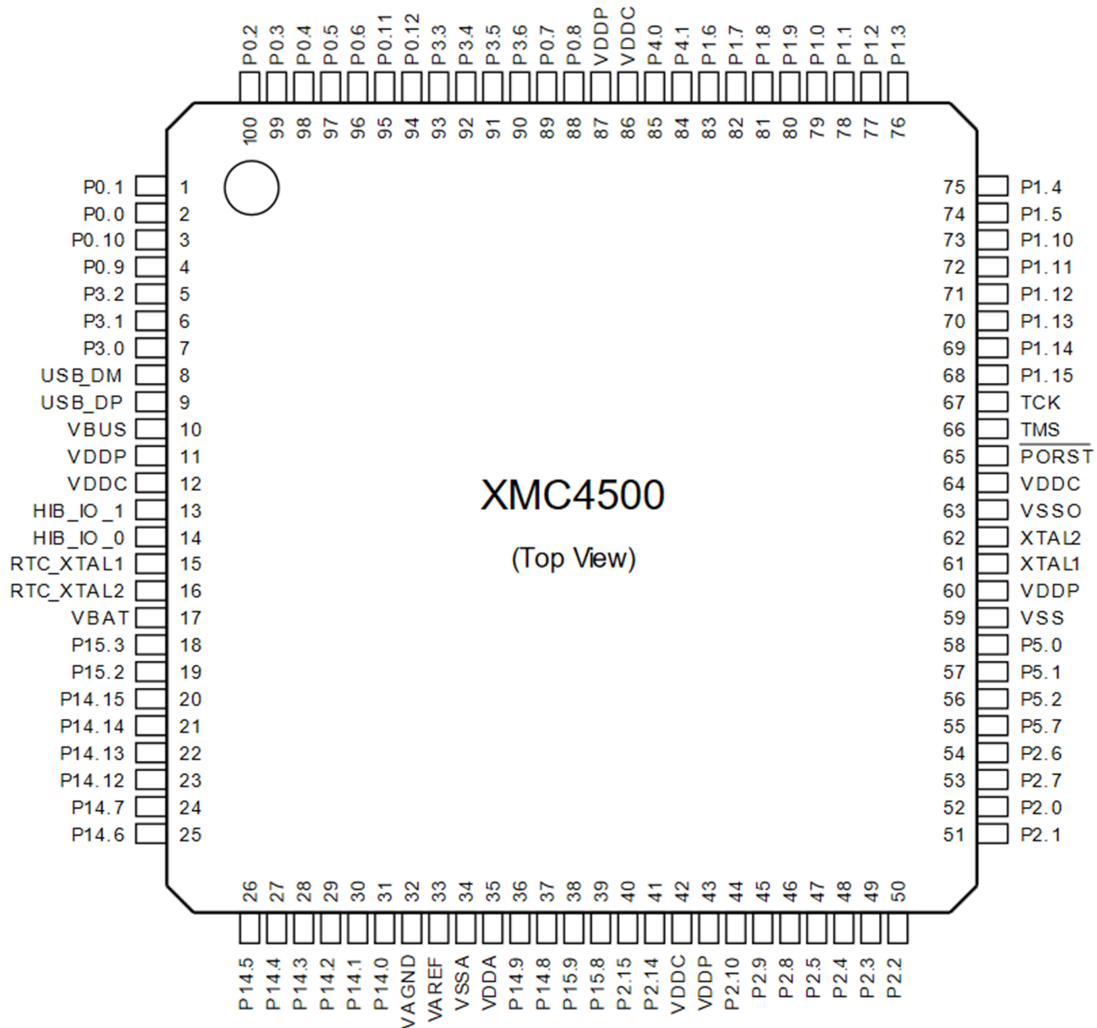 P0.2 P0.3 P0.4 P0.5 P0.6 P0.11 P0.12 P3.3 P3.4 P3.5 P3.6 P0.7 P0.8 VDDP VDDC P4.0 P4.1 P1.6 P1.7 P1.8 P1.9 P1.0 P1.1 P1.2 P1.3
100 99 98 97 96 95 94 93 92 91 90 89 88 87 86 85 84 83 82 81 80 79 78 77 76
P0.1 1 75 P1.4
P0.0 2 74 P1.5
P0.10 3 73 P1.10
P0.9 4 72 P1.11
P3.2 5 71 P1.12
P3.1 6 70 P1.13
P3.0 7 69 P1.14
USB_DM 8 68 P1.15
USB_DP 9 67 TCK
VBUS 10 66 TMS
VDDP 11 65 PORST
VDDC 12 64 VDDC
XMC4500
HIB_IO_1 13 63 VSSO
HIB_IO_0 14 62 XTAL2
(Top View)
RTC_XTAL1 15 61 XTAL1
RTC_XTAL2 16 60 VDDP
VBAT 17 59 VSS
P15.3 18 58 P5.0
P15.2 19 57 P5.1
P14.15 20 56 P5.2
P14.14 21 55 P5.7
P14.13 22 54 P2.6
P14.12 23 53 P2.7
P14.7 24 52 P2.0
P14.6 25 51 P2.1
26 27 28 29 30 31 32 33 34 35 36 37 38 39 40 41 42 43 44 45 46 47 48 49 50
P14.5 P14.4 P14.3 P14.2 P14.1 P14.0 VAGND VAREF VSSA VDDA P14.9 P14.8 P15.9 P15.8 P2.15 P2.14 VDDC VDDP P2.10 P2.9 P2.8 P2.5 P2.4 P2.3 P2.2